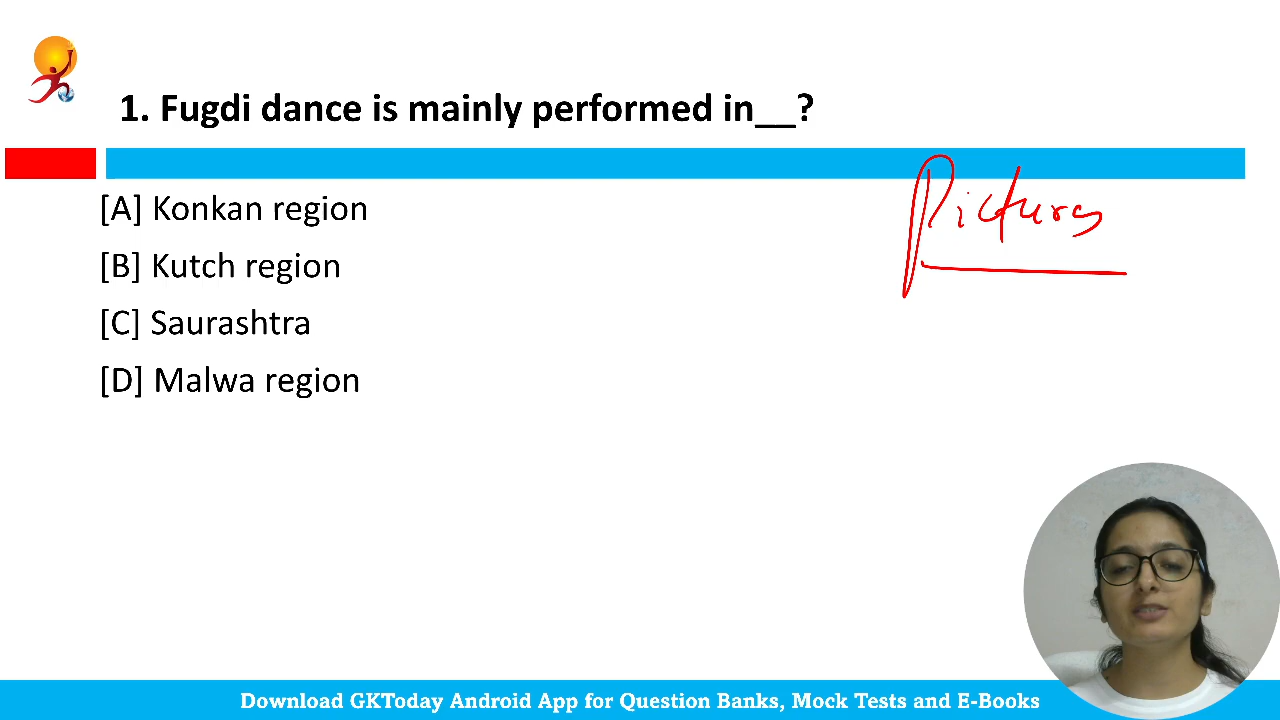 1. Fugdi dance is mainly performed in__?
[A] Konkan region
[B] Kutch region
[C] Saurashtra
[D] Malwa region
Pictures
Download GKToday Android App for Question Banks, Mock Tests and E-Books